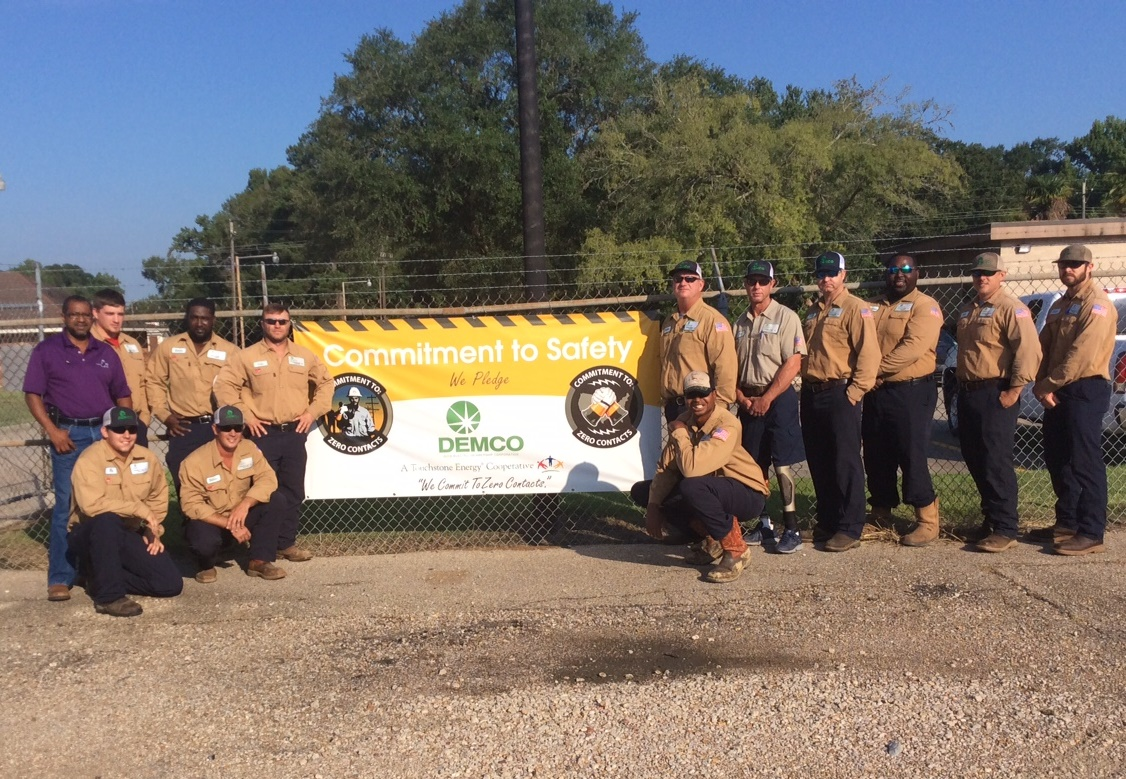 Commitment to Safety
We Pledge
COMMITMENT TO:
ZERO CONTACTS
COMMITMENT TO:
ZERO CONTACTS
DEMCO
A Touchstone Energy® Cooperative
"We Commit To Zero Contacts."